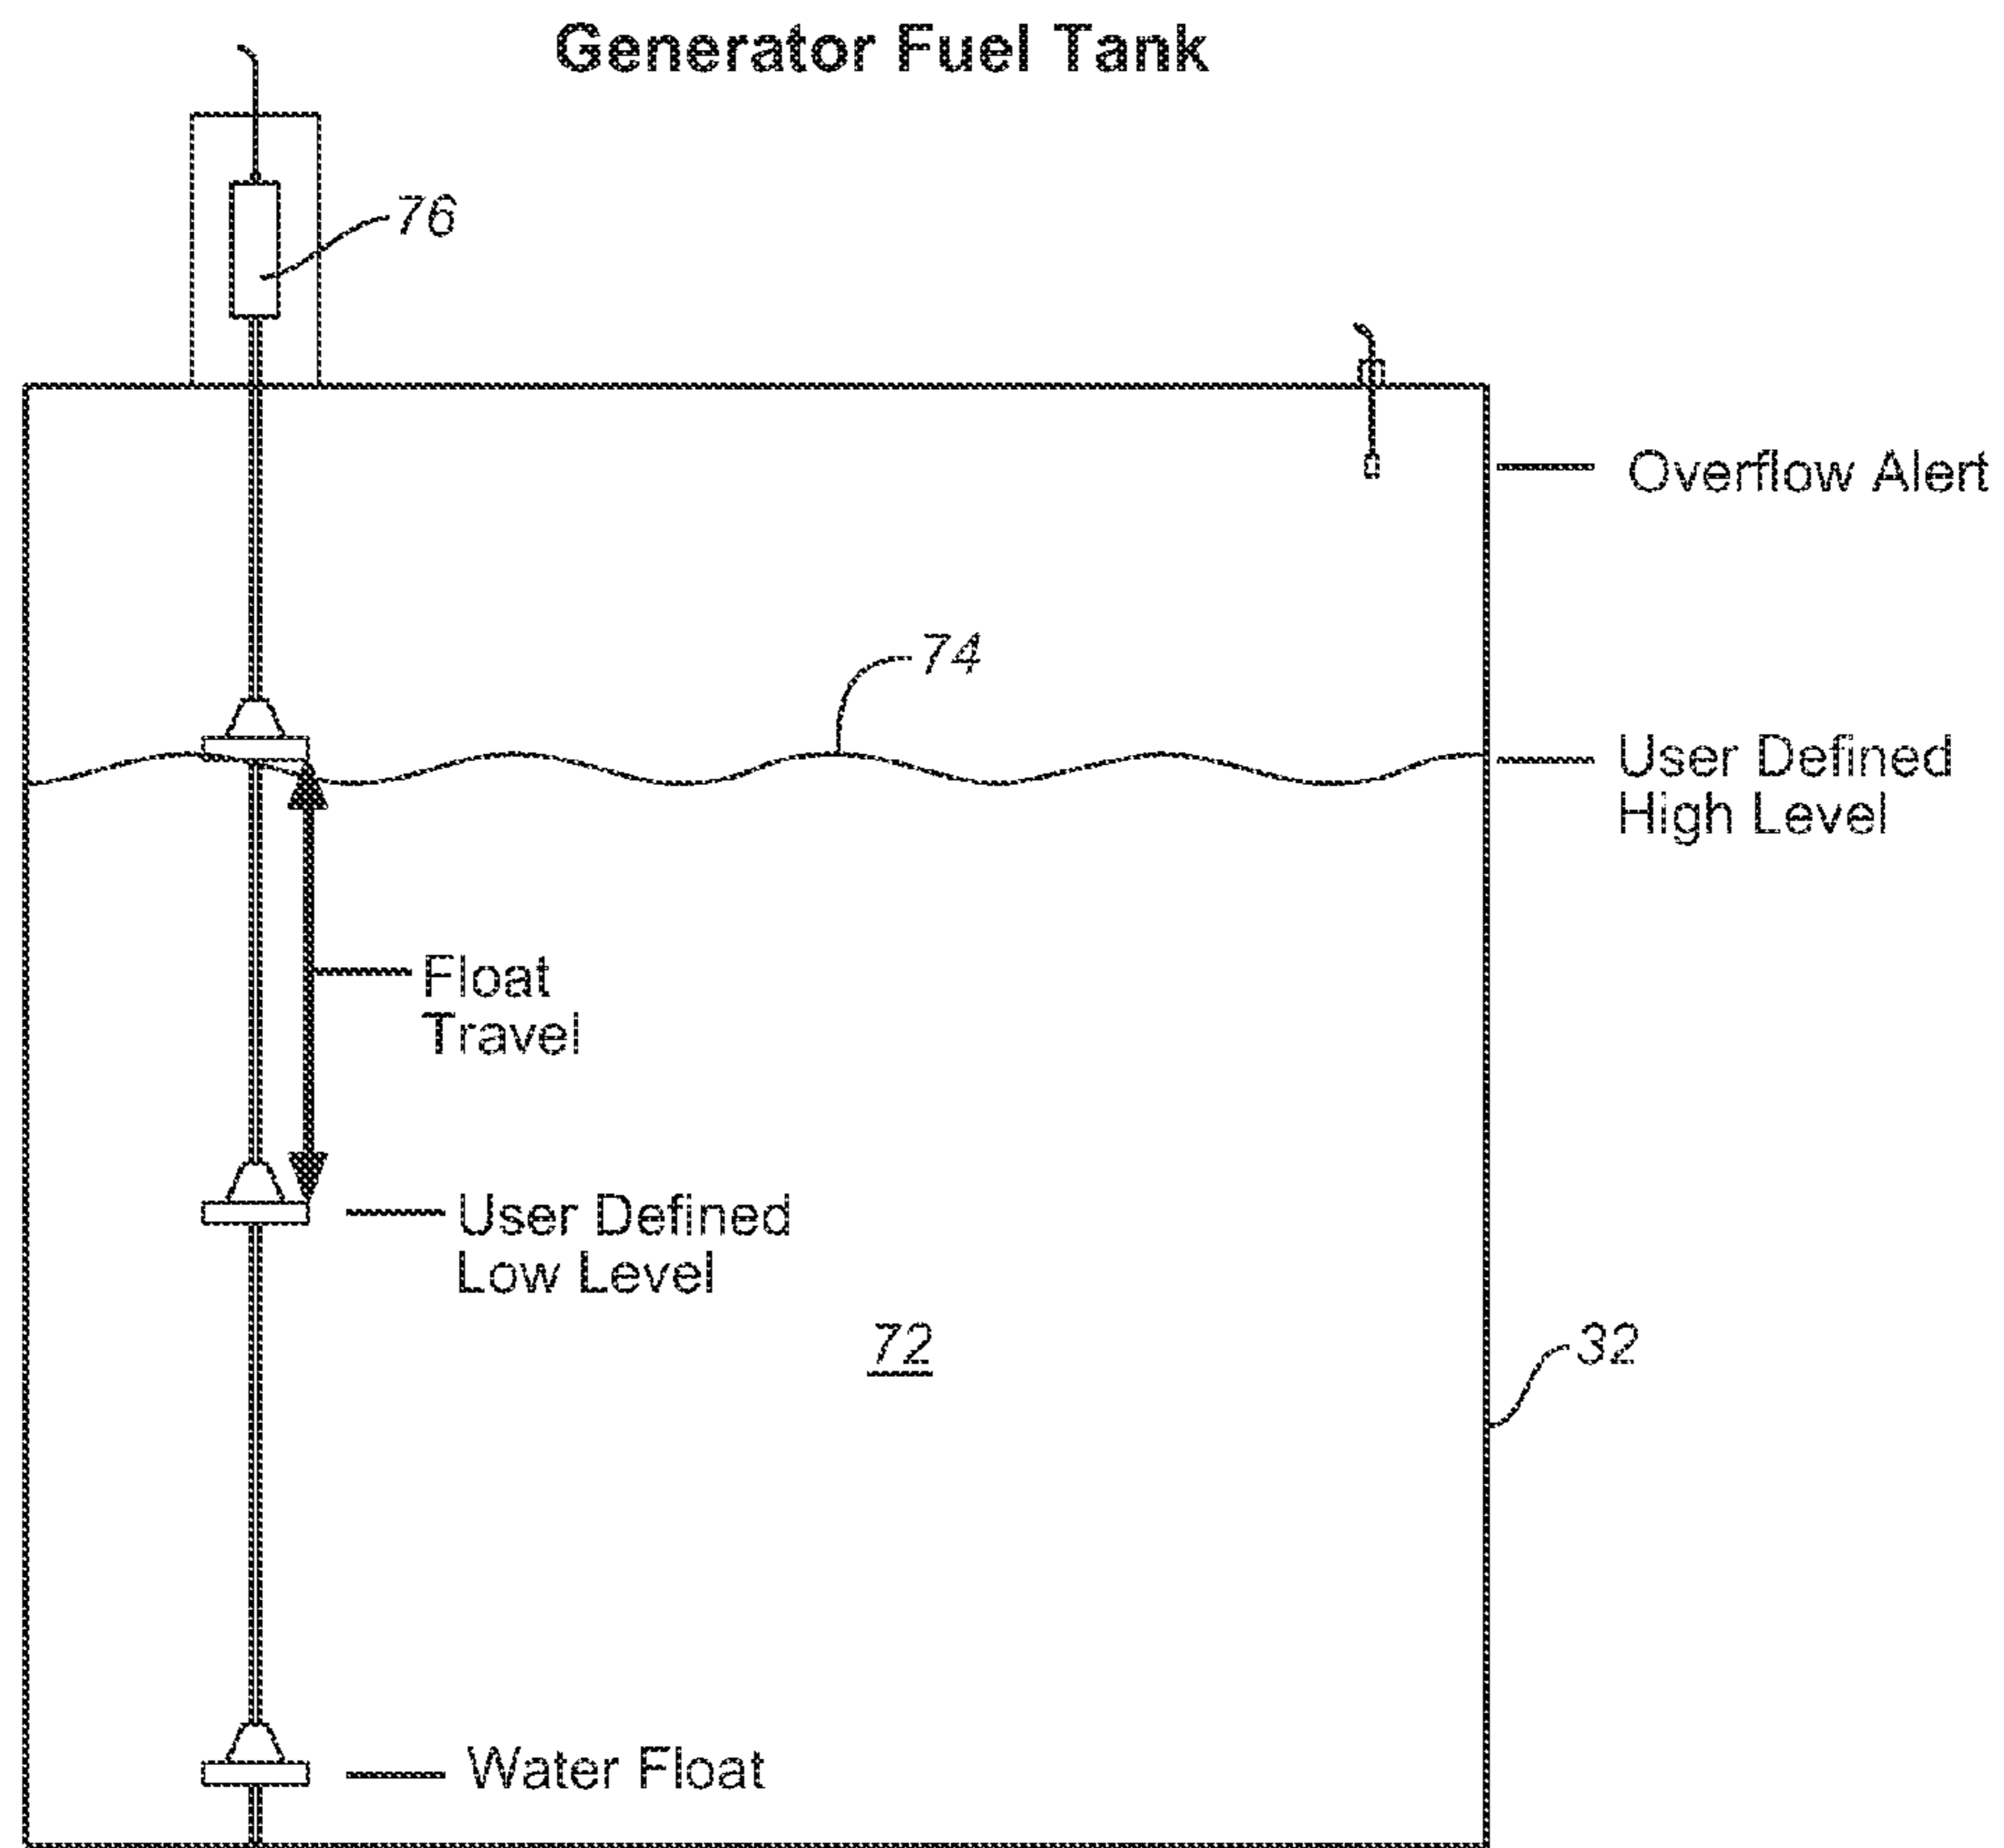 Generator Fuel Tank
76
Overflow Alert
74
User Defined
High Level
Float
Travel
User Defined
Low Level
72
32
Water Float